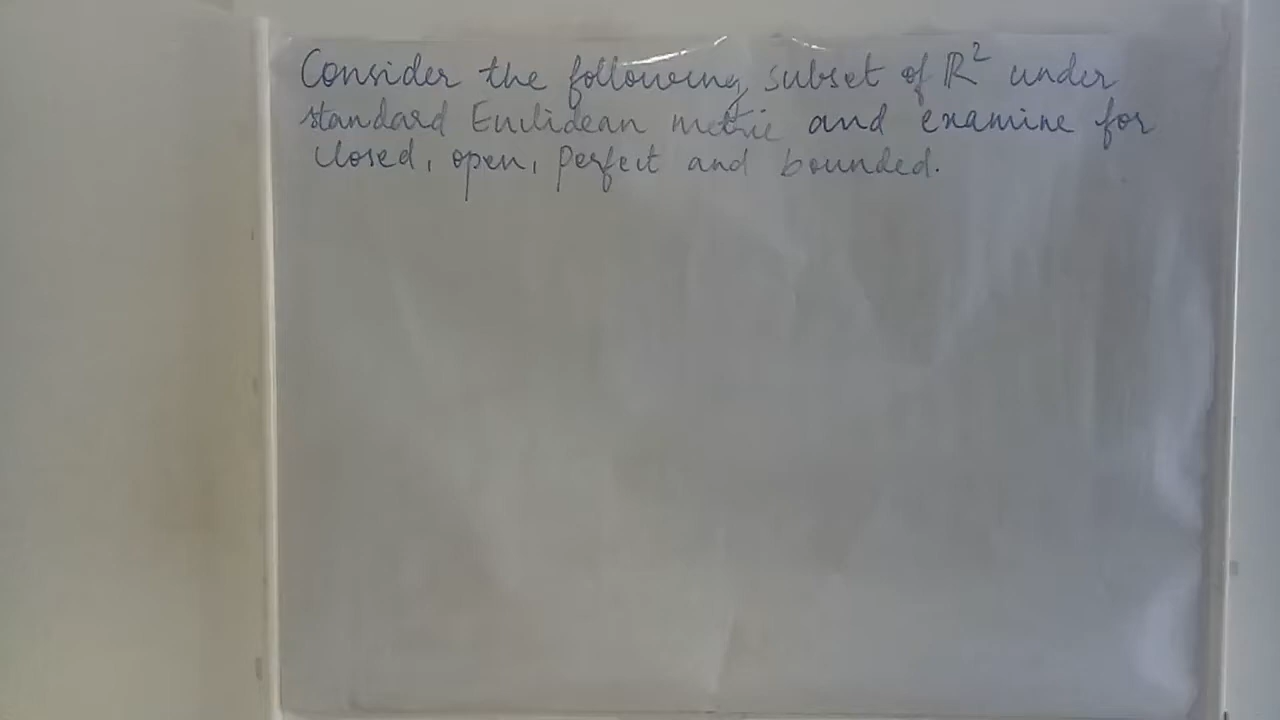 Consider the following subset of ℝ² under
standard Euclidean metric and examine for
closed, open, perfect and bounded.